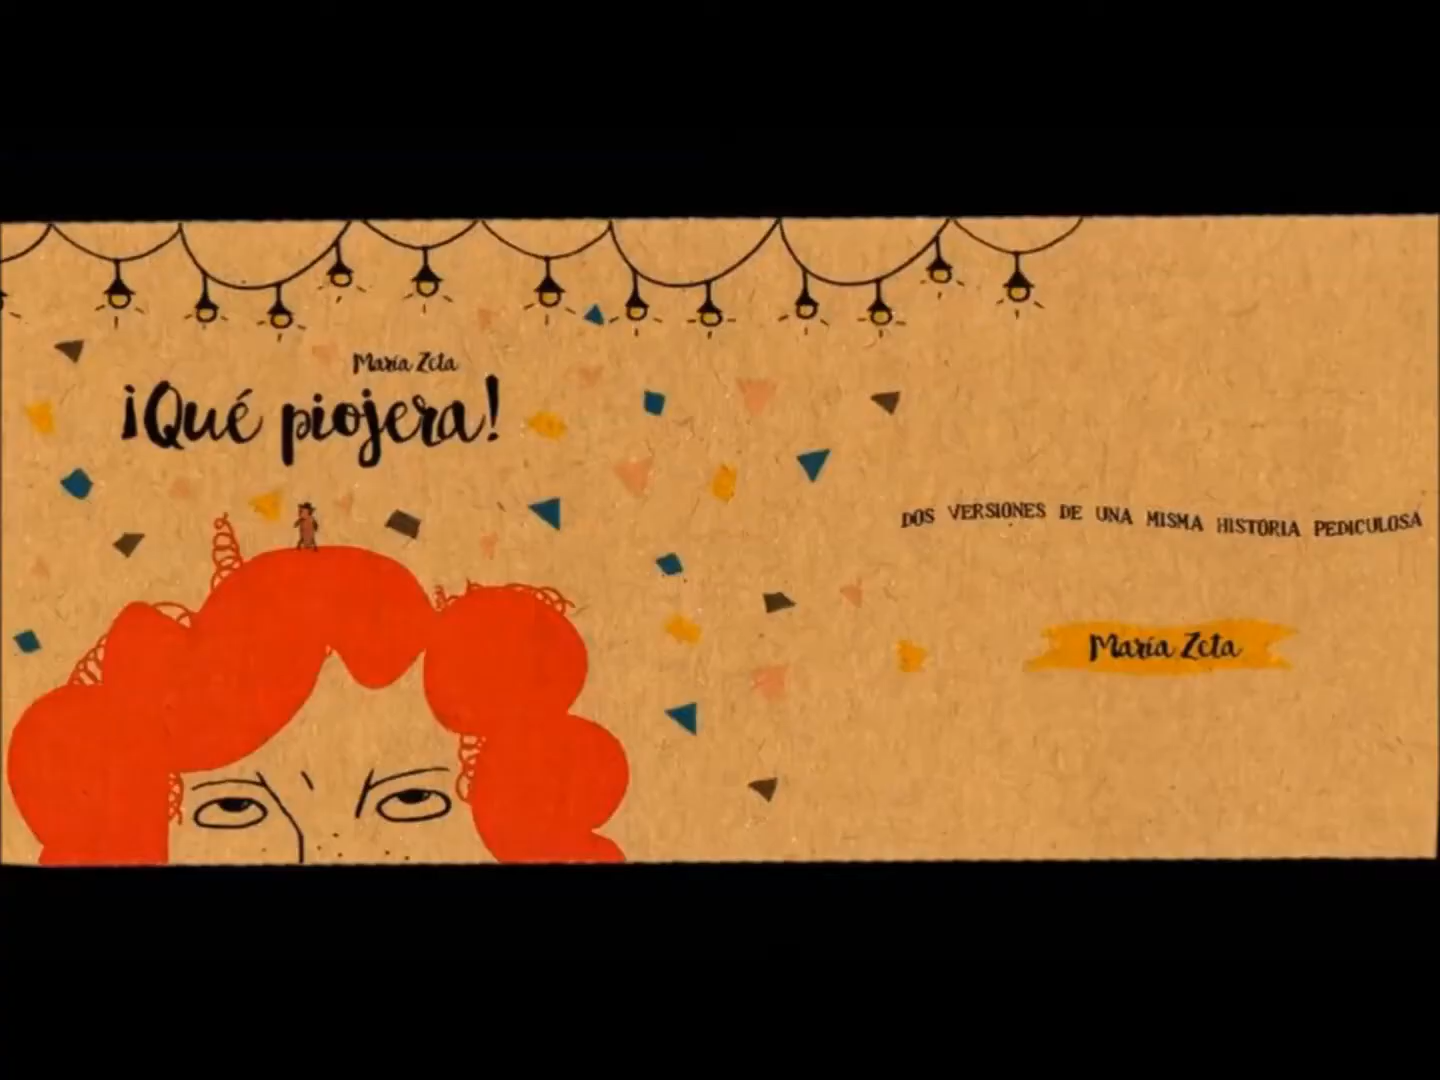 María Zeta
¡Qué piojera!
DOS VERSIONES DE UNA MISMA HISTORIA PEDICULOSA
María Zeta